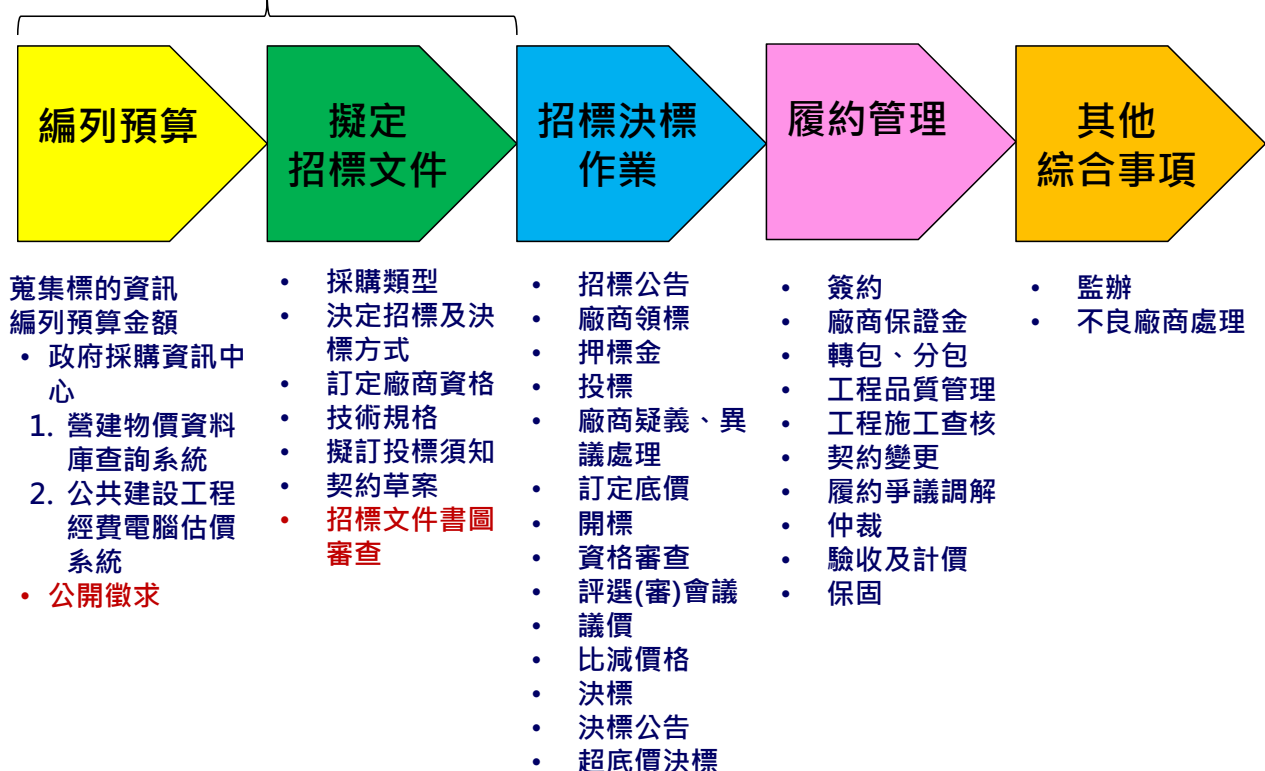 編列預算
擬定
招標文件
招標決標
作業
履約管理
其他
綜合事項
蒐集標的資訊
編列預算金額
• 政府採購資訊中
心
1. 營建物價資料
庫查詢系統
2. 公共建設工程
經費電腦估價
系統
• 公開徵求
• 採購類型
• 決定招標及決
標方式
• 訂定廠商資格
• 技術規格
• 擬訂投標須知
• 契約草案
• 招標文件書圖
審查
• 招標公告
• 廠商領標
• 押標金
• 投標
• 廠商疑義、異
議處理
• 訂定底價
• 開標
• 資格審查
• 評選(審)會議
• 議價
• 比減價格
• 決標
• 決標公告
• 超底價決標
• 簽約
• 廠商保證金
• 轉包、分包
• 工程品質管理
• 工程施工查核
• 契約變更
• 履約爭議調解
• 仲裁
• 驗收及計價
• 保固
• 監辦
• 不良廠商處理